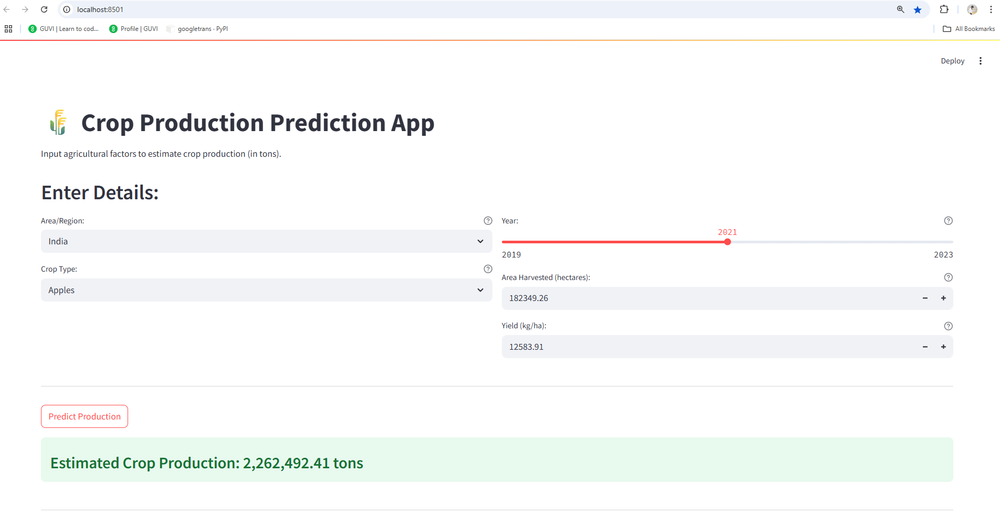 localhost:8501
GUVI | Learn to cod...
Profile | GUVI
googletrans · PyPI
All Bookmarks
Deploy
Crop Production Prediction App
Input agricultural factors to estimate crop production (in tons).
Enter Details:
Area/Region:
India
Crop Type:
Apples
Year:
2021
2019
2023
Area Harvested (hectares):
182349.26
Yield (kg/ha):
12583.91
Predict Production
Estimated Crop Production: 2,262,492.41 tons